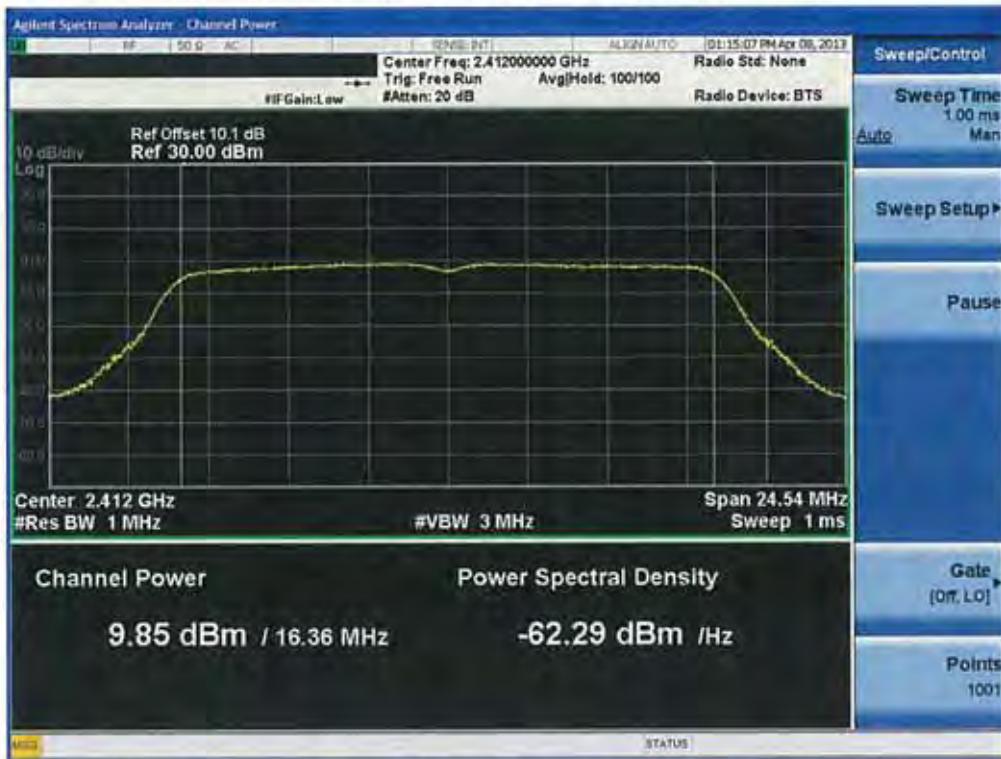 Agilent Spectrum Analyzer - Channel Power
RF 50 Ω AC SENSE:INT ALIGN AUTO 01:15:07 PM Apr 08, 2013
Center Freq: 2.412000000 GHz Radio Std: None
Trig: Free Run Avg|Hold: 100/100
#IFGain:Low #Atten: 20 dB Radio Device: BTS
Ref Offset 10.1 dB
10 dB/div Ref 30.00 dBm
Log
Center 2.412 GHz Span 24.54 MHz
#Res BW 1 MHz #VBW 3 MHz Sweep 1 ms
Channel Power Power Spectral Density
9.85 dBm / 16.36 MHz -62.29 dBm /Hz
MSG STATUS
Sweep/Control
Sweep Time
1.00 ms
Auto Man
Sweep Setup
Pause
Gate
[Off, LO]
Points
1001